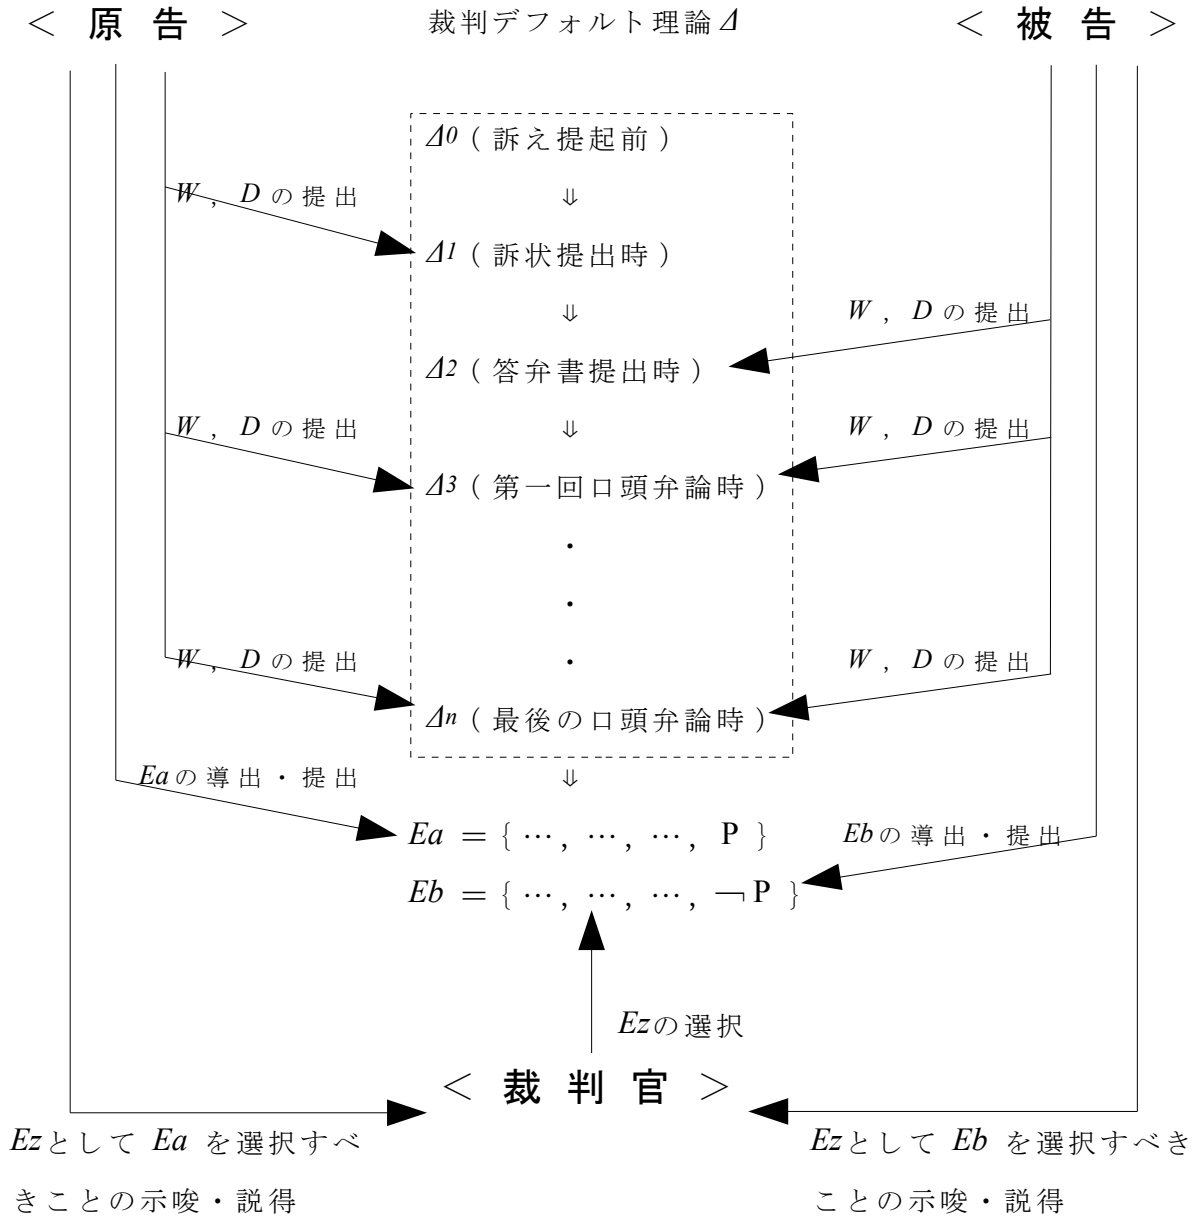 ＜ 原 告 ＞ 裁判デフォルト理論Δ ＜ 被 告 ＞
Δ0（訴え提起前）
W，Dの提出 ⇓
Δ1（訴状提出時）
⇓ W，Dの提出
Δ2（答弁書提出時）
W，Dの提出 ⇓ W，Dの提出
Δ3（第一回口頭弁論時）
・
・
W，Dの提出 ・ W，Dの提出
Δn（最後の口頭弁論時）
Eaの導出・提出 ⇓
Ea ＝｛ …，…，…，P ｝ Ebの導出・提出
Eb ＝｛ …，…，…，￢P ｝
Ezの選択
＜ 裁 判 官 ＞
Ezとして Ea を選択すべ
きことの示唆・説得
Ezとして Eb を選択すべき
ことの示唆・説得